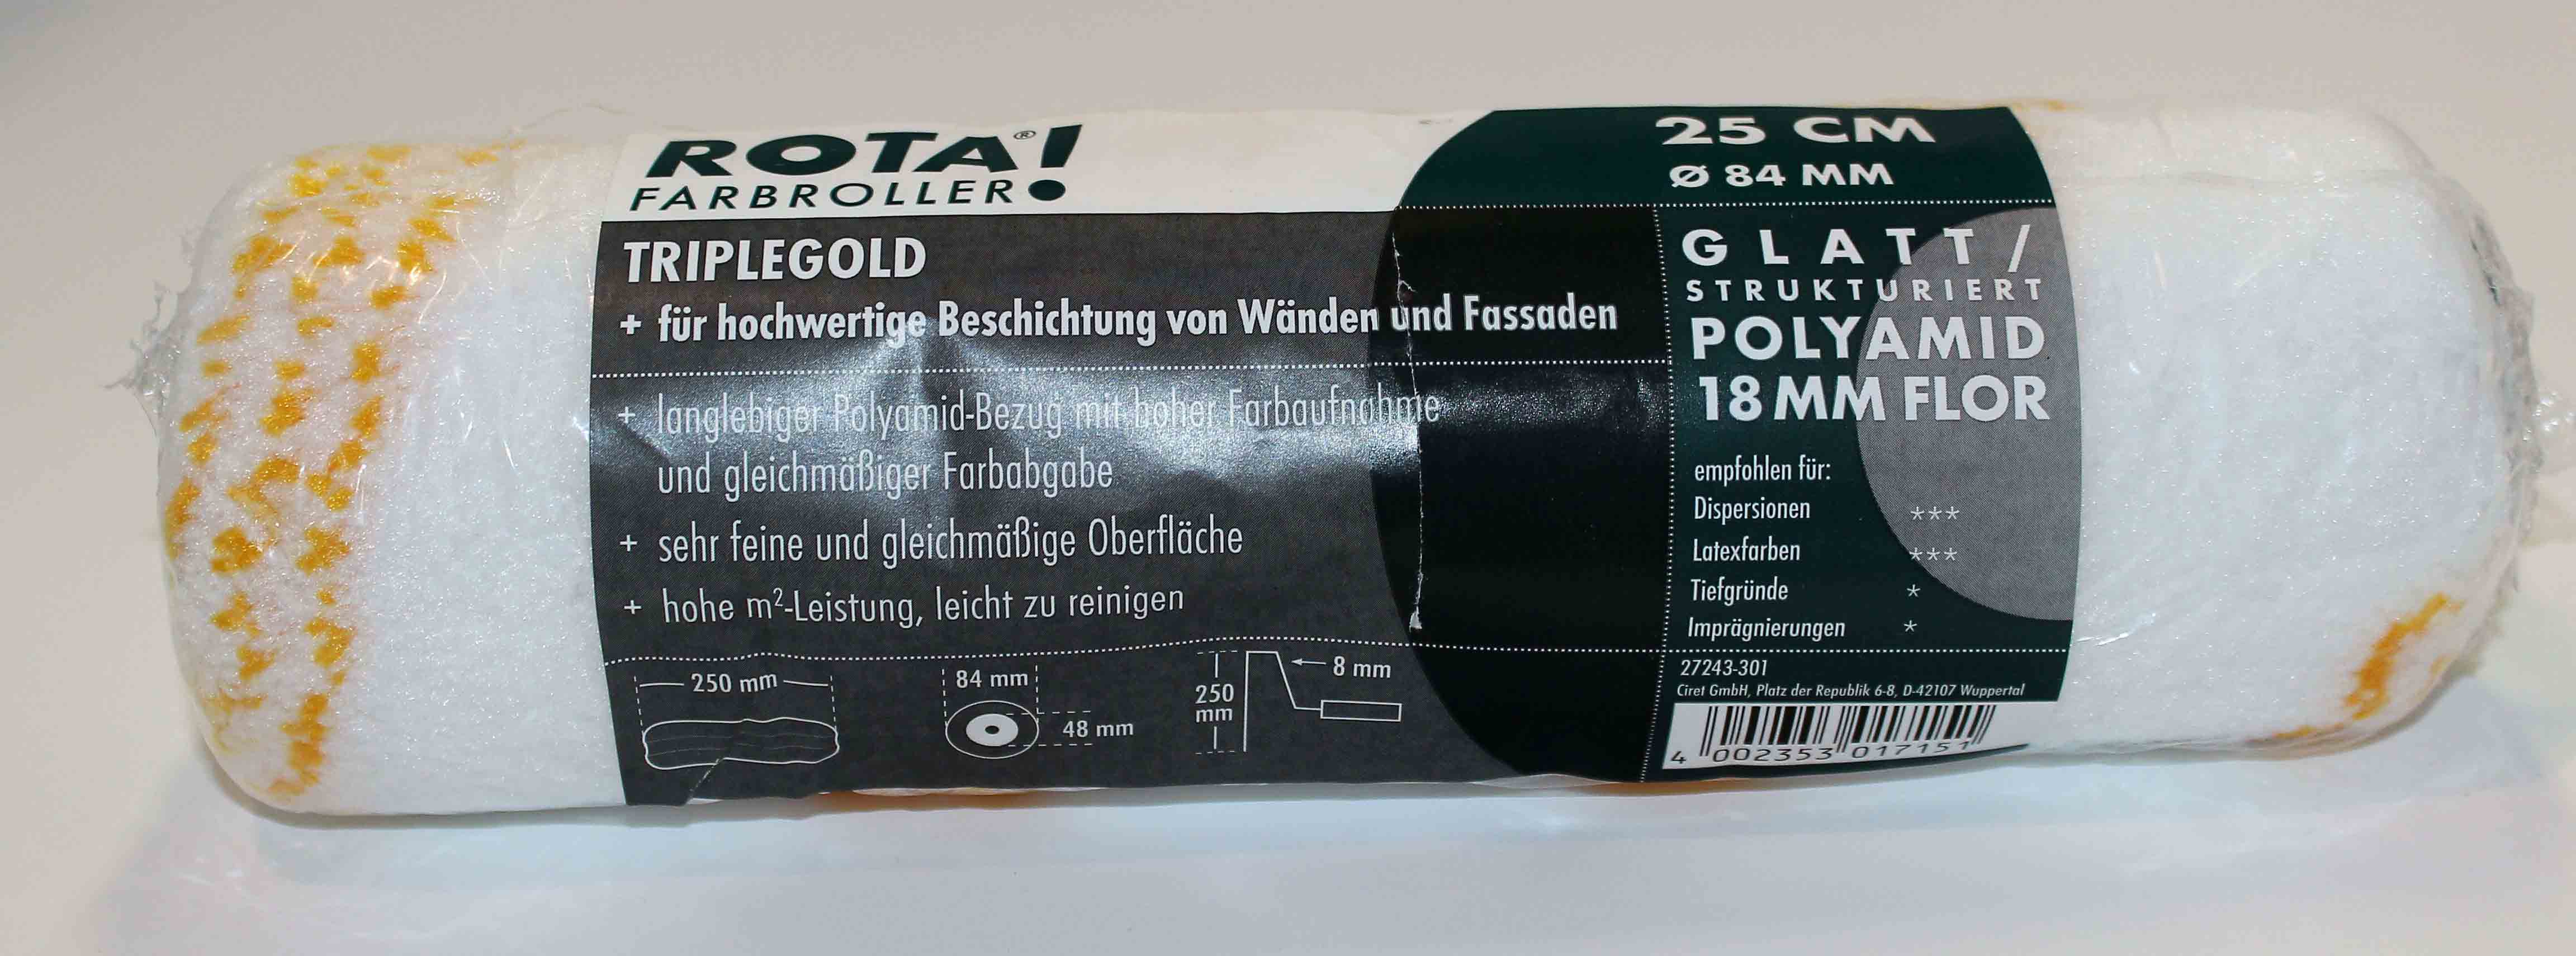 ROTA®!
FARBROLLER
TRIPLEGOLD
+ für hochwertige Beschichtung von Wänden und Fassaden
+ langlebiger Polyamid-Bezug mit hoher Farbaufnahme
und gleichmäßiger Farbabgabe
+ sehr feine und gleichmäßige Oberfläche
+ hohe m²-Leistung, leicht zu reinigen
250 mm
84 mm
48 mm
250
mm
8 mm
25 CM
Ø 84 MM
GLATT/
STRUKTURIERT
POLYAMID
18 MM FLOR
empfohlen für:
Dispersionen ***
Latexfarben ***
Tiefgründe *
Imprägnierungen *
27243-301
Ciret GmbH, Platz der Republik 6-8, D-42107 Wuppertal
4 002353 017151